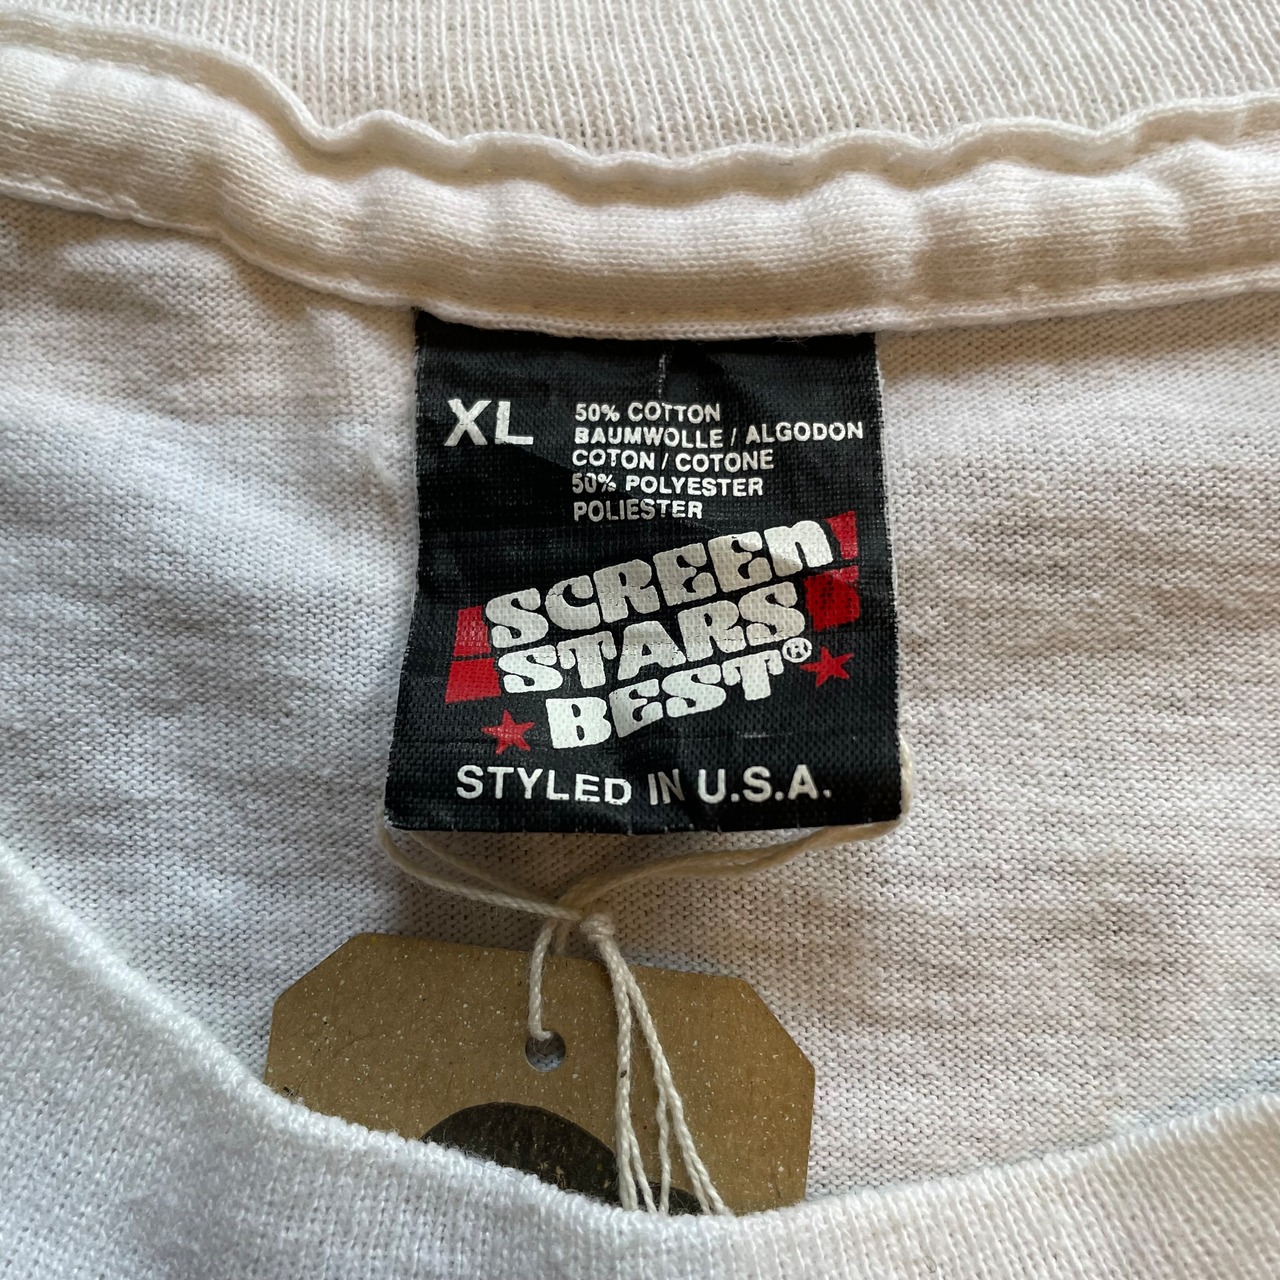 XL
50% COTTON
BAUMWOLLE / ALGODON
COTON / COTONE
50% POLYESTER
POLIESTER
SCREEn
STARS
BEST®
STYLED IN U.S.A.